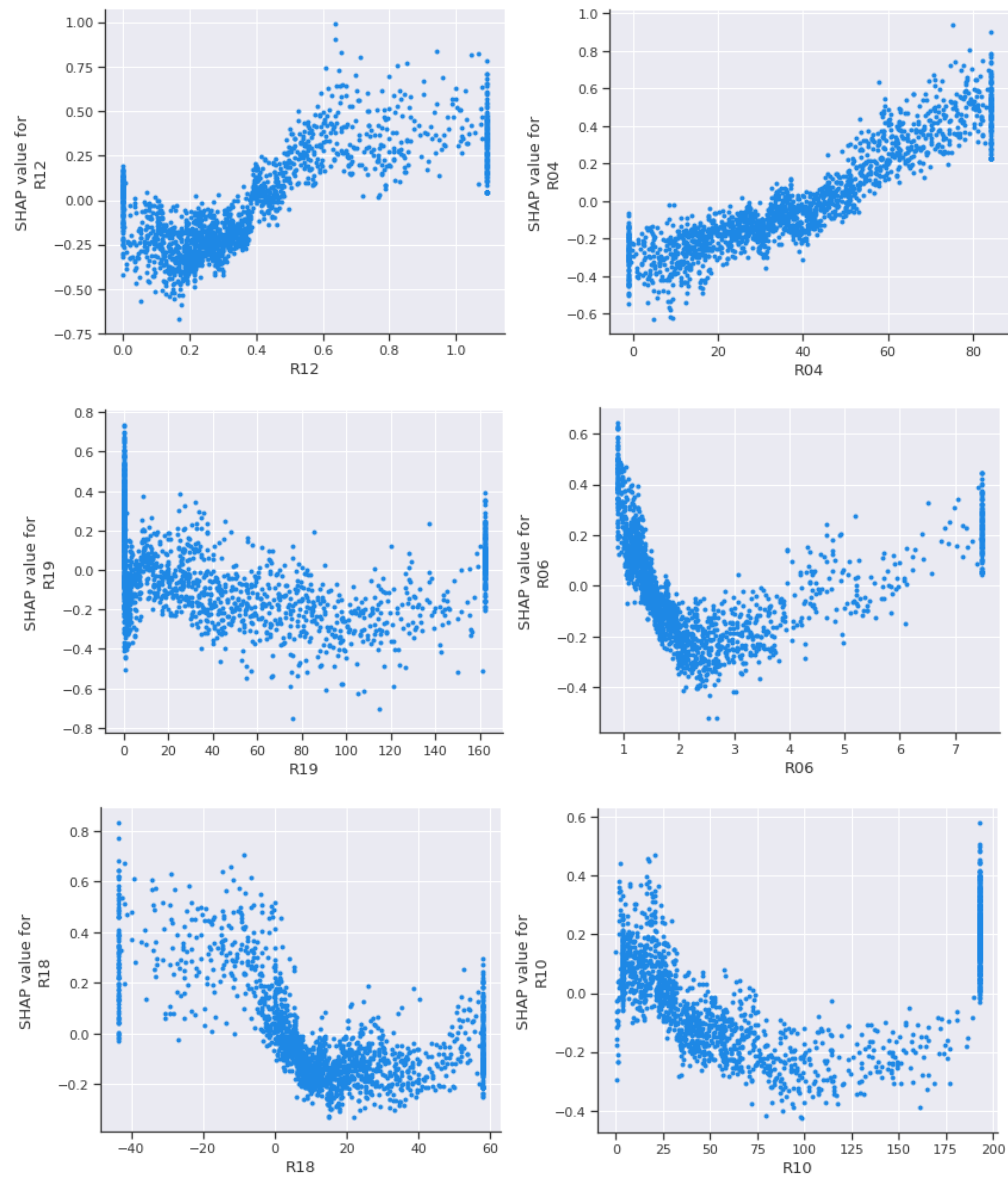 1.00
0.75
0.50
0.25
0.00
−0.25
−0.50
−0.75
SHAP value for
R12
0.0 0.2 0.4 0.6 0.8 1.0
R12
1.0
0.8
0.6
0.4
0.2
0.0
−0.2
−0.4
−0.6
SHAP value for
R04
0 20 40 60 80
R04
0.8
0.6
0.4
0.2
0.0
−0.2
−0.4
−0.6
−0.8
SHAP value for
R19
0 20 40 60 80 100 120 140 160
R19
0.6
0.4
0.2
0.0
−0.2
−0.4
SHAP value for
R06
1 2 3 4 5 6 7
R06
0.8
0.6
0.4
0.2
0.0
−0.2
SHAP value for
R18
−40 −20 0 20 40 60
R18
0.6
0.4
0.2
0.0
−0.2
−0.4
SHAP value for
R10
0 25 50 75 100 125 150 175 200
R10